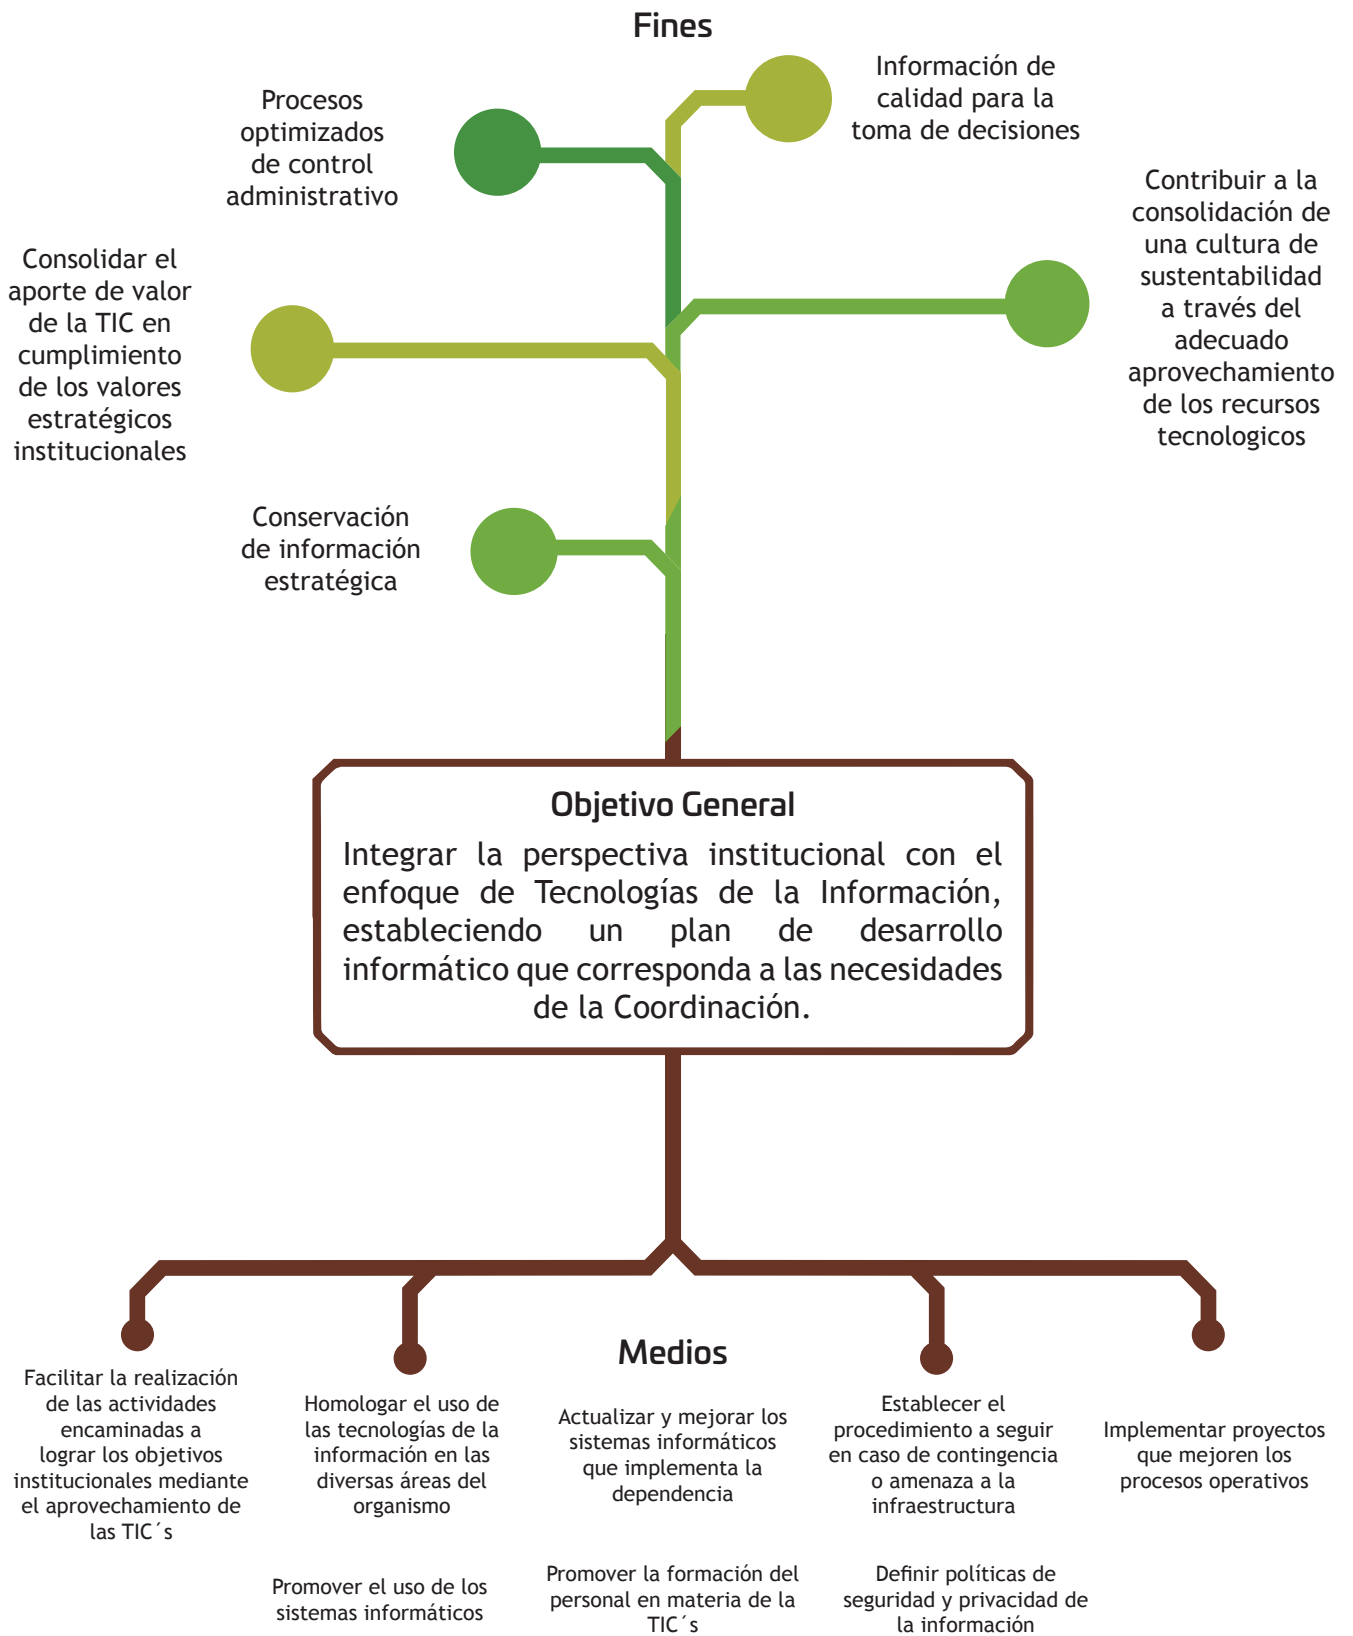 Fines
Información de
calidad para la
toma de decisiones
Procesos
optimizados
de control
administrativo
Contribuir a la
consolidación de
una cultura de
sustentabilidad
a través del
adecuado
aprovechamiento
de los recursos
tecnologicos
Consolidar el
aporte de valor
de la TIC en
cumplimiento
de los valores
estratégicos
institucionales
Conservación
de información
estratégica
Objetivo General
Integrar la perspectiva institucional con el
enfoque de Tecnologías de la Información,
estableciendo un plan de desarrollo
informático que corresponda a las necesidades
de la Coordinación.
Medios
Facilitar la realización
de las actividades
encaminadas a
lograr los objetivos
institucionales mediante
el aprovechamiento de
las TIC´s
Homologar el uso de
las tecnologías de la
información en las
diversas áreas del
organismo
Actualizar y mejorar los
sistemas informáticos
que implementa la
dependencia
Establecer el
procedimiento a seguir
en caso de contingencia
o amenaza a la
infraestructura
Implementar proyectos
que mejoren los
procesos operativos
Promover el uso de los
sistemas informáticos
Promover la formación del
personal en materia de la
TIC´s
Definir políticas de
seguridad y privacidad de
la información